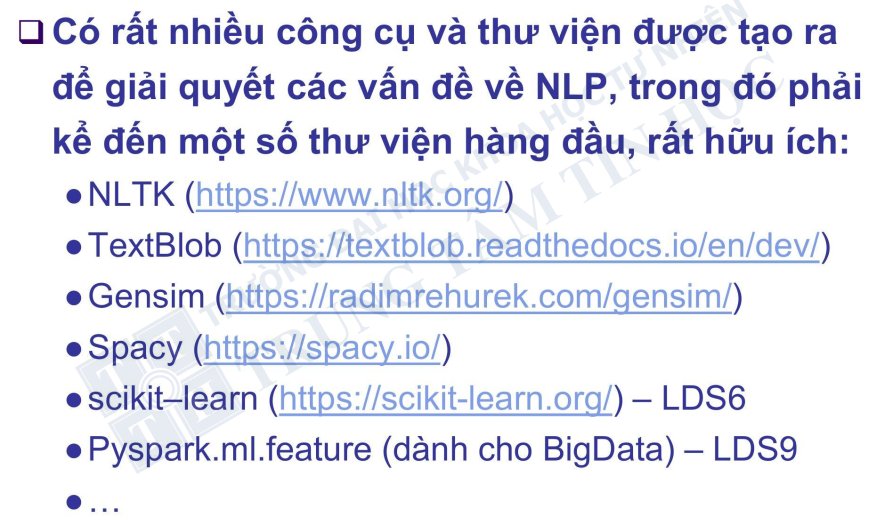 ❑ Có rất nhiều công cụ và thư viện được tạo ra
để giải quyết các vấn đề về NLP, trong đó phải
kể đến một số thư viện hàng đầu, rất hữu ích:
● NLTK (https://www.nltk.org/)
● TextBlob (https://textblob.readthedocs.io/en/dev/)
● Gensim (https://radimrehurek.com/gensim/)
● Spacy (https://spacy.io/)
● scikit–learn (https://scikit-learn.org/) – LDS6
● Pyspark.ml.feature (dành cho BigData) – LDS9
● …
TRƯỜNG ĐẠI HỌC KHOA HỌC TỰ NHIÊN
TRUNG TÂM TIN HỌC